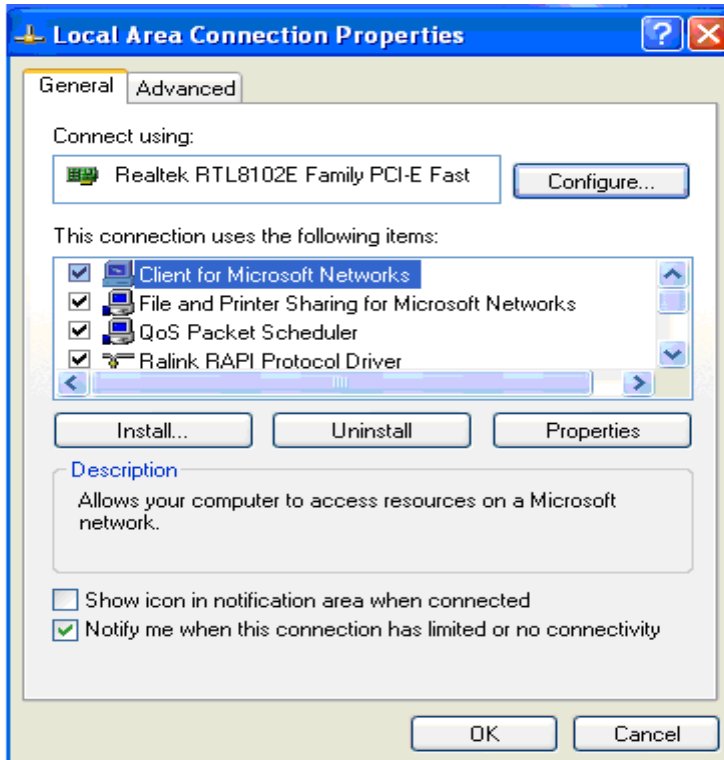 Local Area Connection Properties
General Advanced
Connect using:
Realtek RTL8102E Family PCI-E Fast
Configure...
This connection uses the following items:
Client for Microsoft Networks
File and Printer Sharing for Microsoft Networks
QoS Packet Scheduler
Ralink RAPI Protocol Driver
Install... Uninstall Properties
Description
Allows your computer to access resources on a Microsoft
network.
Show icon in notification area when connected
Notify me when this connection has limited or no connectivity
OK Cancel